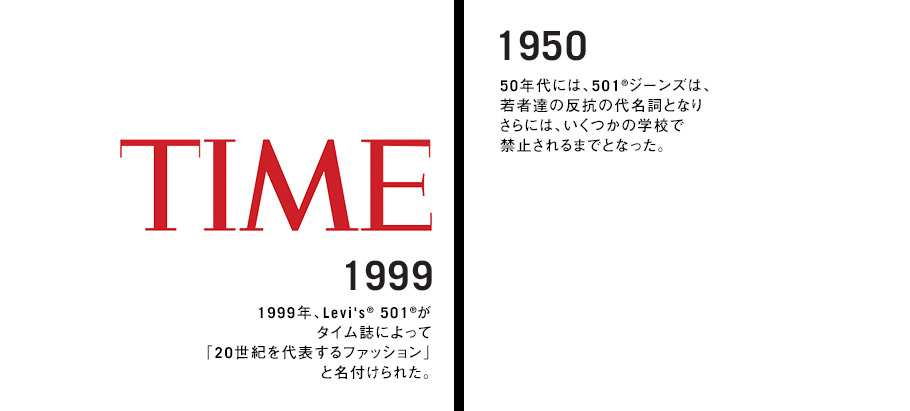 TIME
1999
1999年、Levi's® 501®が
タイム誌によって
「20世紀を代表するファッション」
と名付けられた。
1950
50年代には、501®ジーンズは、
若者達の反抗の代名詞となり
さらには、いくつかの学校で
禁止されるまでとなった。